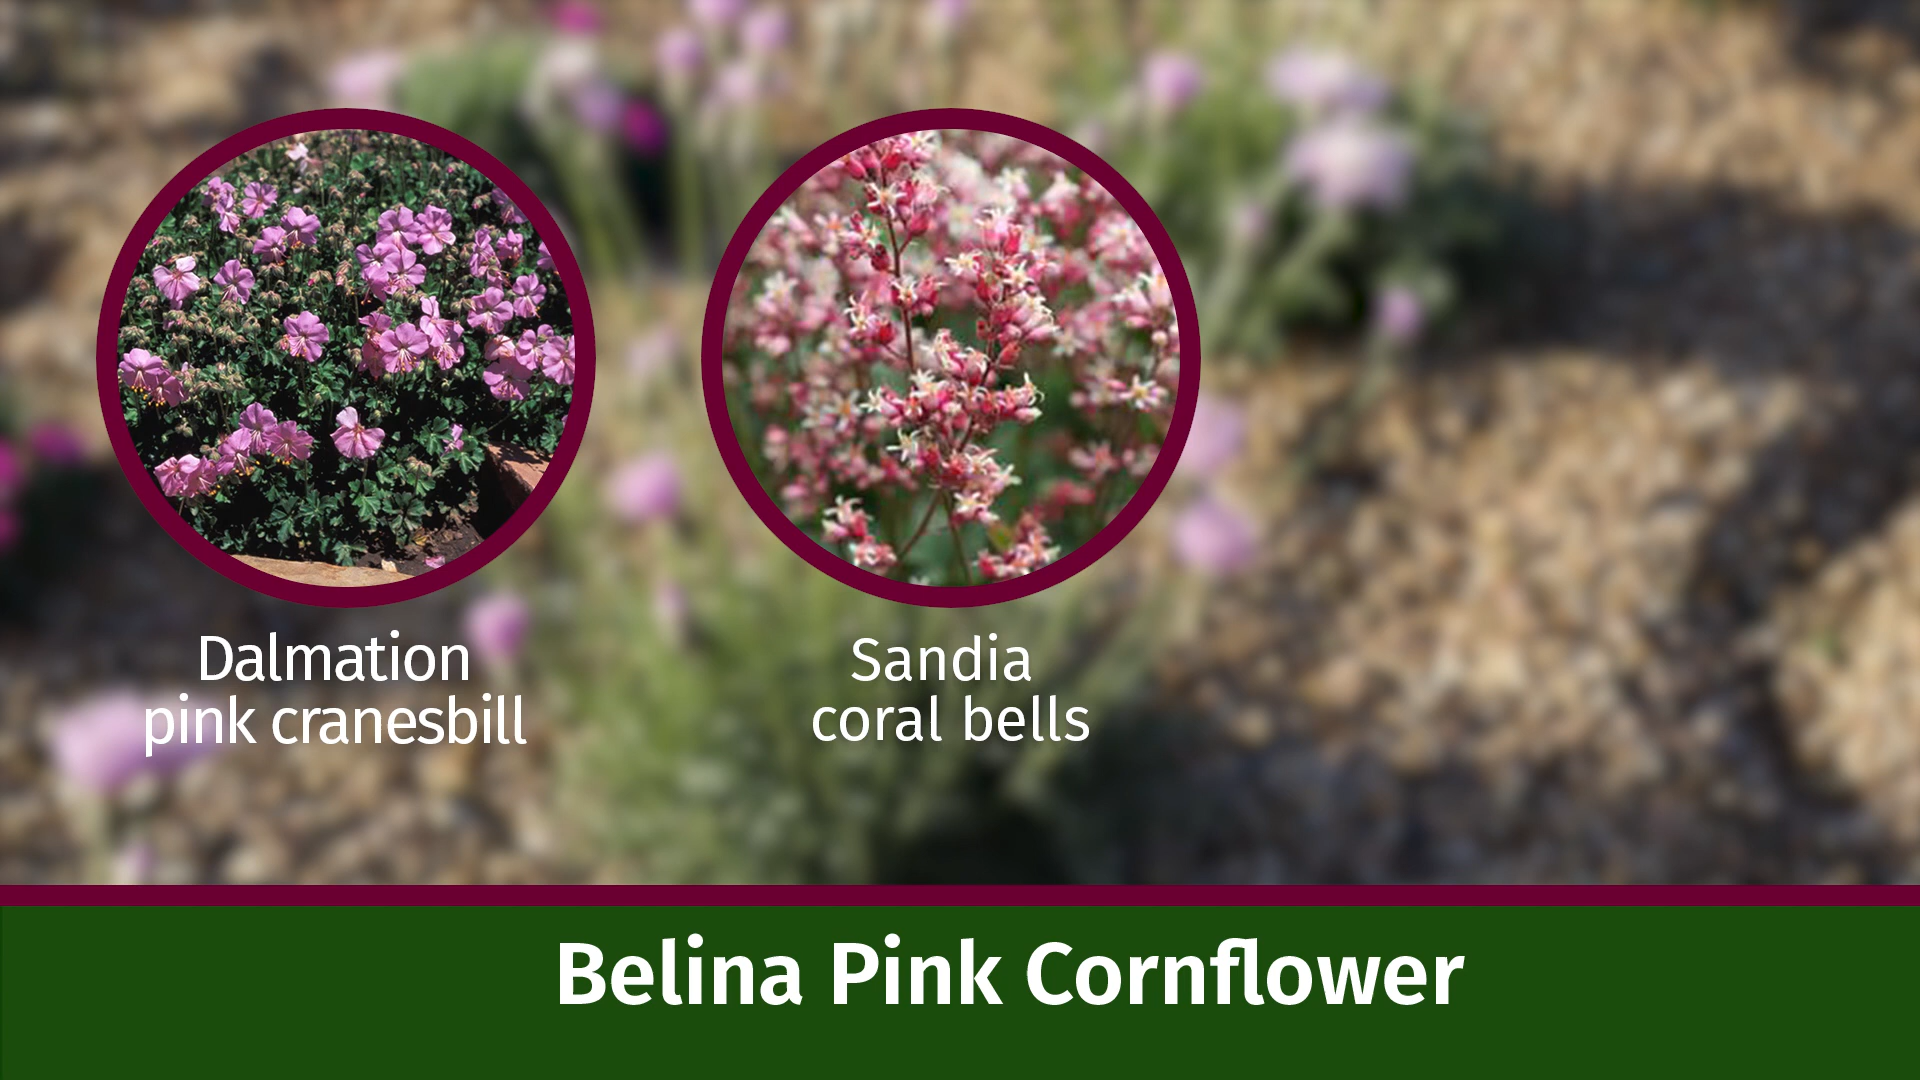 Dalmation
pink cranesbill
Sandia
coral bells
Belina Pink Cornflower